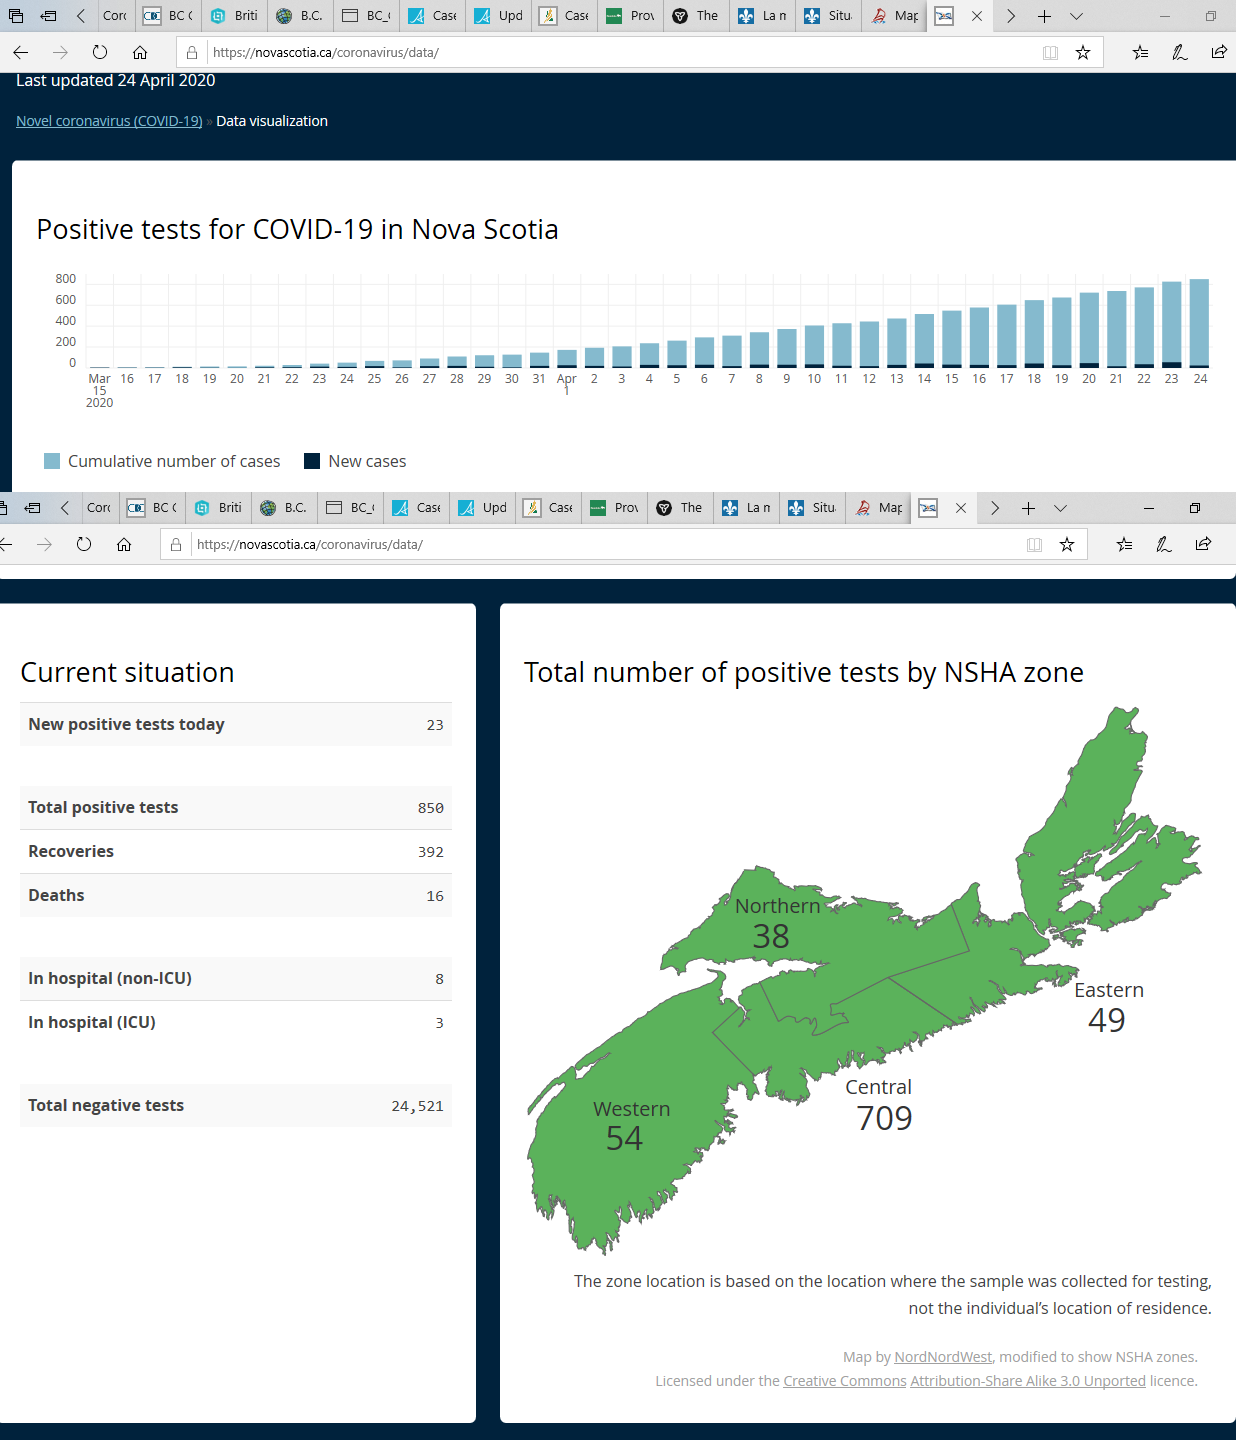 Corc BC ( Briti B.C. BC_( Case Upd Case Prov The La n Situ Map
https://novascotia.ca/coronavirus/data/
Last updated 24 April 2020
Novel coronavirus (COVID-19) » Data visualization
Positive tests for COVID-19 in Nova Scotia
800
600
400
200
0
Mar 16 17 18 19 20 21 22 23 24 25 26 27 28 29 30 31 Apr 2 3 4 5 6 7 8 9 10 11 12 13 14 15 16 17 18 19 20 21 22 23 24
15 1
2020
Cumulative number of cases New cases
Corc BC ( Briti B.C. BC_( Case Upd Case Prov The La n Situ Map
https://novascotia.ca/coronavirus/data/
Current situation
New positive tests today 23
Total positive tests 850
Recoveries 392
Deaths 16
In hospital (non-ICU) 8
In hospital (ICU) 3
Total negative tests 24,521
Total number of positive tests by NSHA zone
Northern
38
Eastern
49
Central
709
Western
54
The zone location is based on the location where the sample was collected for testing,
not the individual's location of residence.
Map by NordNordWest, modified to show NSHA zones.
Licensed under the Creative Commons Attribution-Share Alike 3.0 Unported licence.